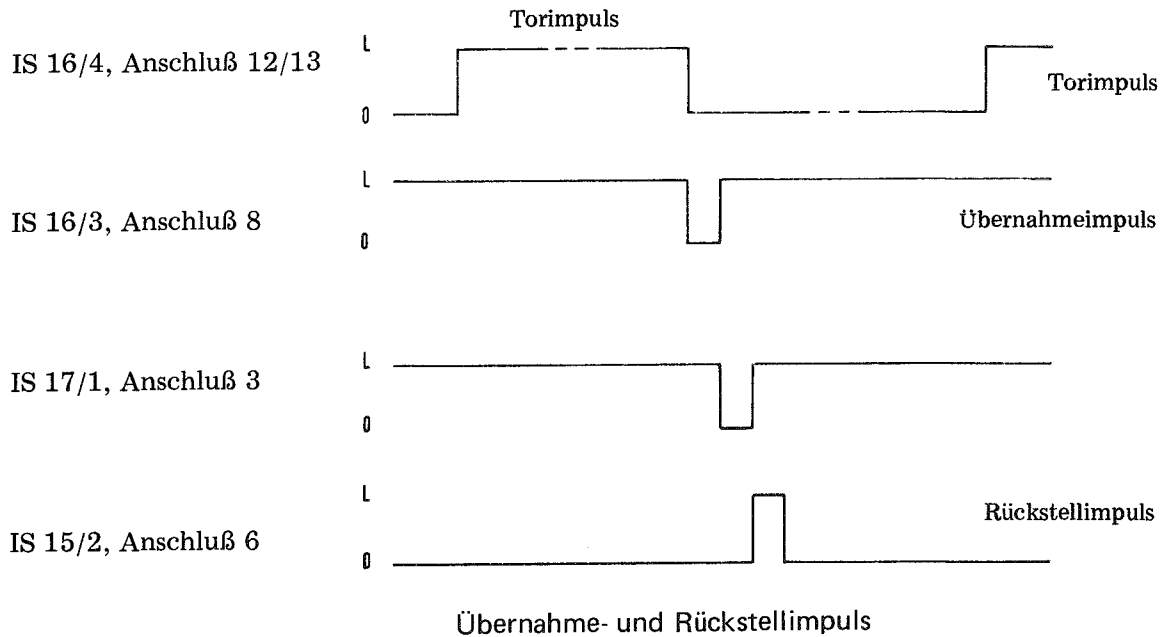 Torimpuls
IS 16/4, Anschluß 12/13
L
Torimpuls
0
L
IS 16/3, Anschluß 8
Übernahmeimpuls
0
L
IS 17/1, Anschluß 3
0
L
Rückstellimpuls
IS 15/2, Anschluß 6
0
Übernahme- und Rückstellimpuls